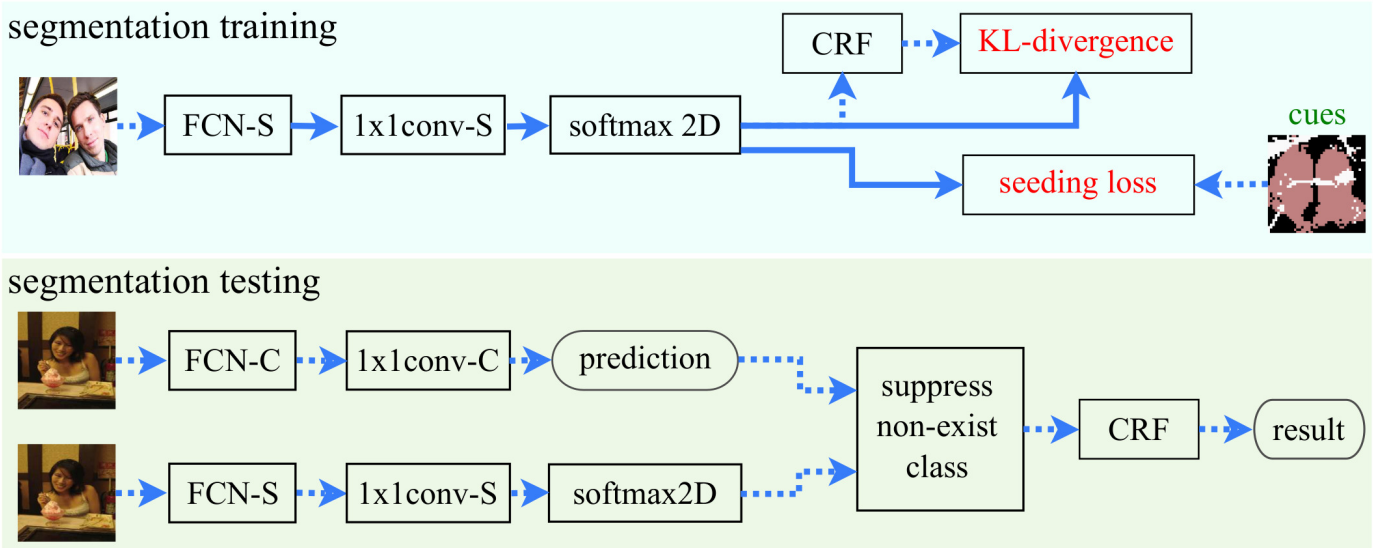 segmentation training
CRF
KL-divergence
FCN-S
1x1conv-S
softmax 2D
cues
seeding loss
segmentation testing
FCN-C
1x1conv-C
prediction
suppress
non-exist
class
CRF
result
FCN-S
1x1conv-S
softmax2D